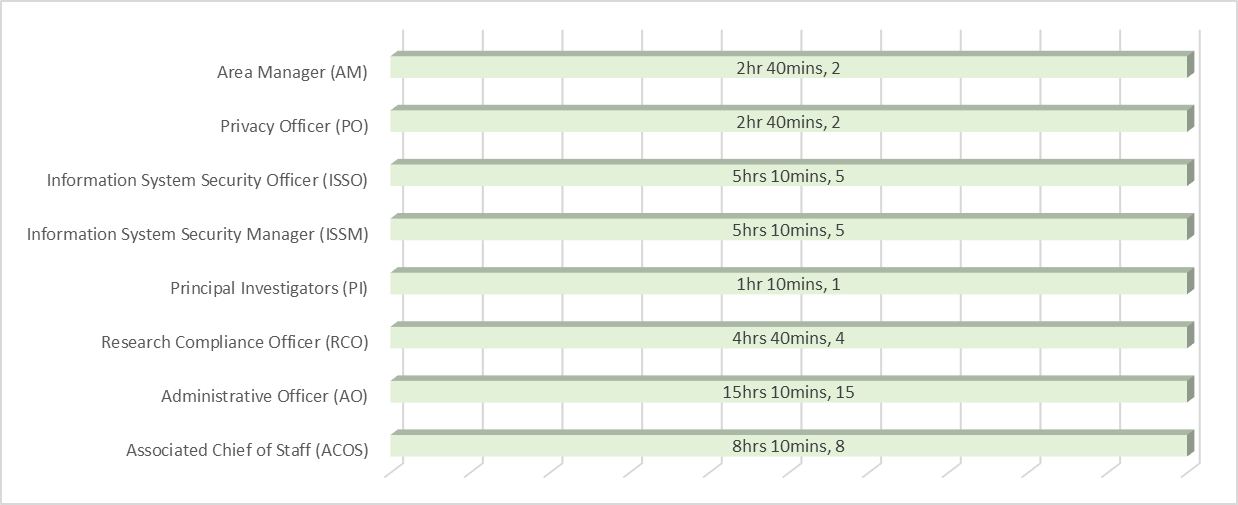 Area Manager (AM) 2hr 40mins, 2
Privacy Officer (PO) 2hr 40mins, 2
Information System Security Officer (ISSO) 5hrs 10mins, 5
Information System Security Manager (ISSM) 5hrs 10mins, 5
Principal Investigators (PI) 1hr 10mins, 1
Research Compliance Officer (RCO) 4hrs 40mins, 4
Administrative Officer (AO) 15hrs 10mins, 15
Associated Chief of Staff (ACOS) 8hrs 10mins, 8